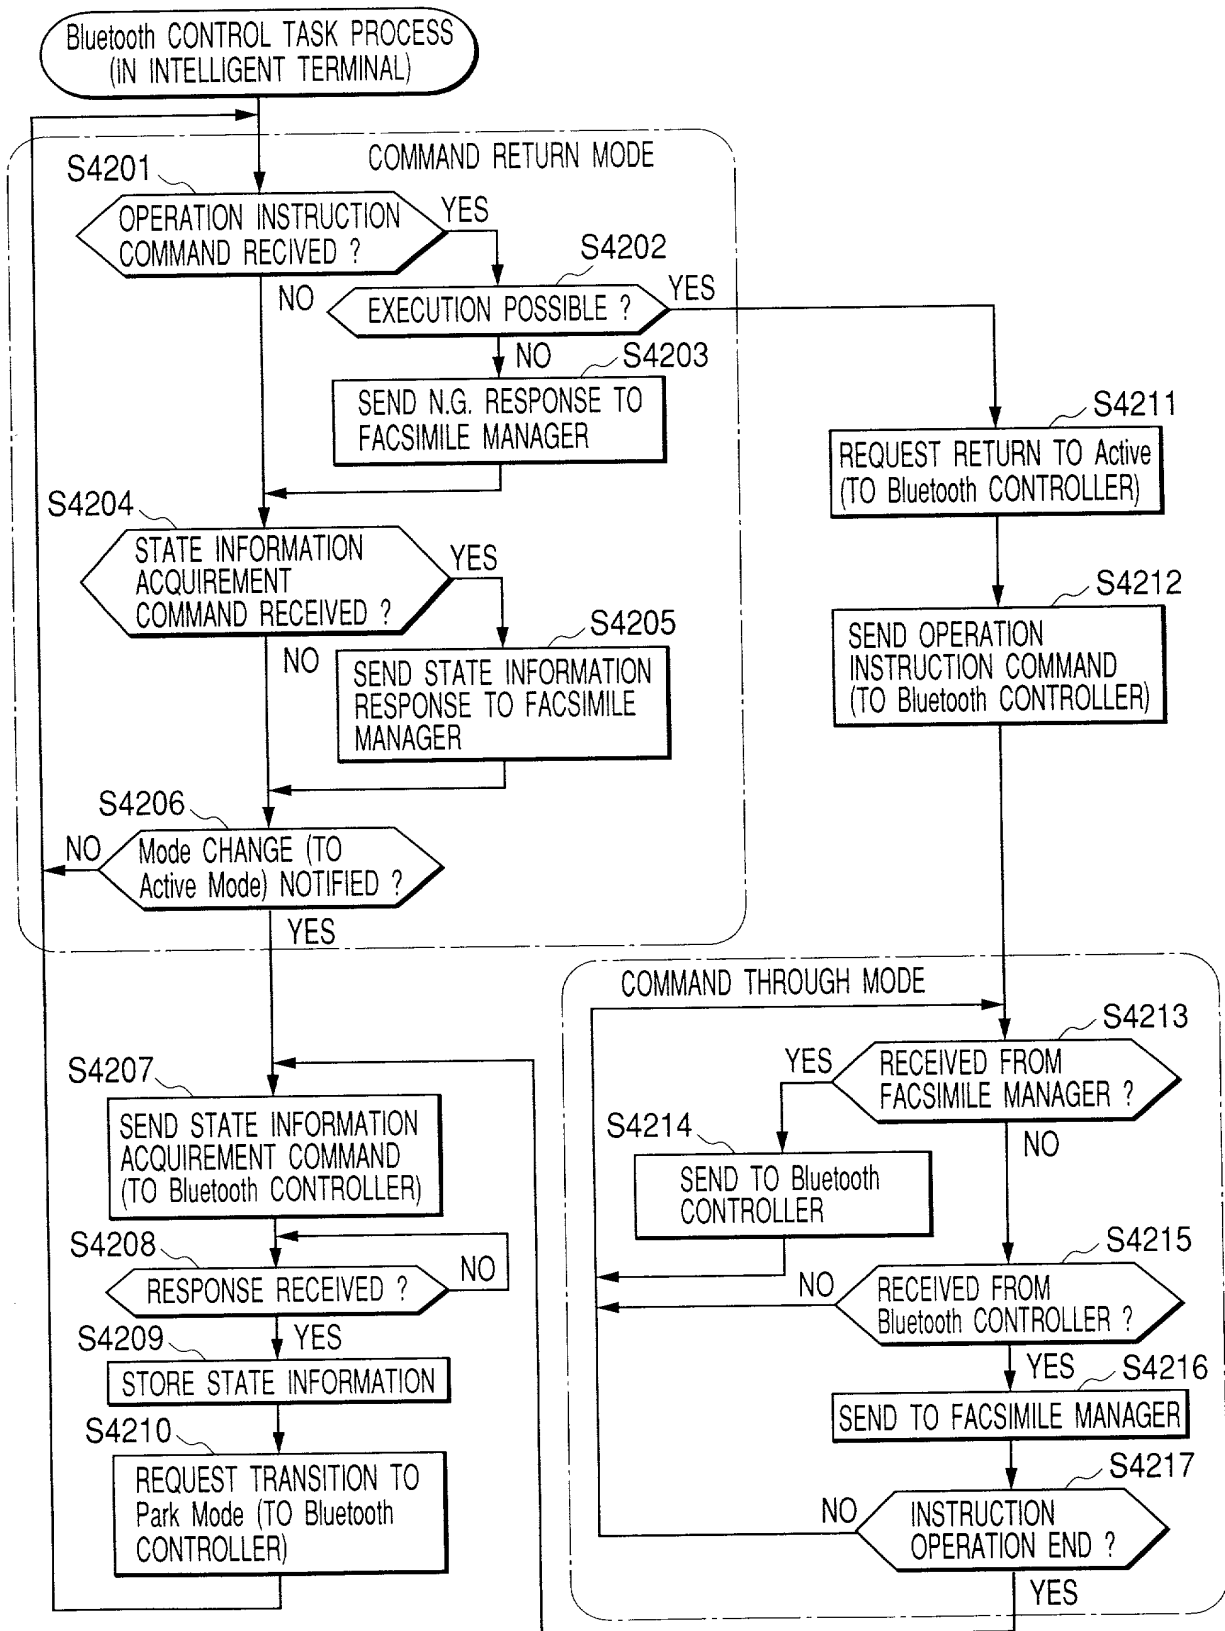 Bluetooth CONTROL TASK PROCESS
(IN INTELLIGENT TERMINAL)
COMMAND RETURN MODE
S4201
OPERATION INSTRUCTION
COMMAND RECIVED ?
YES
NO
S4202
EXECUTION POSSIBLE ?
YES
NO
S4203
SEND N.G. RESPONSE TO
FACSIMILE MANAGER
S4204
STATE INFORMATION
ACQUIREMENT
COMMAND RECEIVED ?
YES
NO
S4205
SEND STATE INFORMATION
RESPONSE TO FACSIMILE
MANAGER
S4206
NO
Mode CHANGE (TO
Active Mode) NOTIFIED ?
YES
S4207
SEND STATE INFORMATION
ACQUIREMENT COMMAND
(TO Bluetooth CONTROLLER)
S4208
RESPONSE RECEIVED ?
NO
YES
S4209
STORE STATE INFORMATION
S4210
REQUEST TRANSITION TO
Park Mode (TO Bluetooth
CONTROLLER)
S4211
REQUEST RETURN TO Active
(TO Bluetooth CONTROLLER)
S4212
SEND OPERATION
INSTRUCTION COMMAND
(TO Bluetooth CONTROLLER)
COMMAND THROUGH MODE
S4213
YES
RECEIVED FROM
FACSIMILE MANAGER ?
NO
S4214
SEND TO Bluetooth
CONTROLLER
S4215
NO
RECEIVED FROM
Bluetooth CONTROLLER ?
YES
S4216
SEND TO FACSIMILE MANAGER
S4217
NO
INSTRUCTION
OPERATION END ?
YES